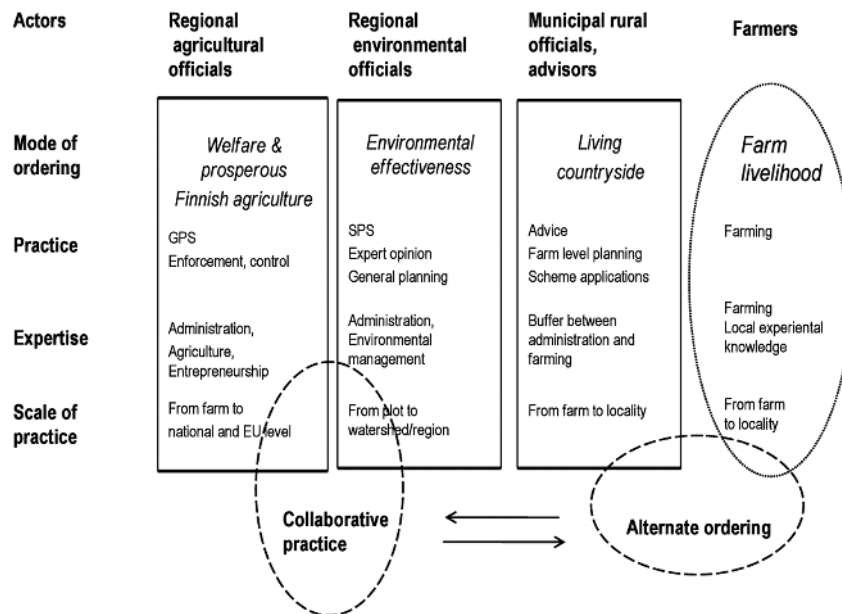 Actors
Regional
agricultural
officials
Regional
environmental
officials
Municipal rural
officials,
advisors
Farmers
Mode of
ordering
Welfare &
prosperous
Finnish agriculture
Environmental
effectiveness
Living
countryside
Farm
livelihood
Practice
GPS
Enforcement, control
SPS
Expert opinion
General planning
Advice
Farm level planning
Scheme applications
Farming
Expertise
Administration,
Agriculture,
Entrepreneurship
Administration,
Environmental
management
Buffer between
administration and
farming
Farming
Local experiental
knowledge
Scale of
practice
From farm to
national and EU level
From plot to
watershed/region
From farm to locality
From farm
to locality
Collaborative
practice
Alternate ordering